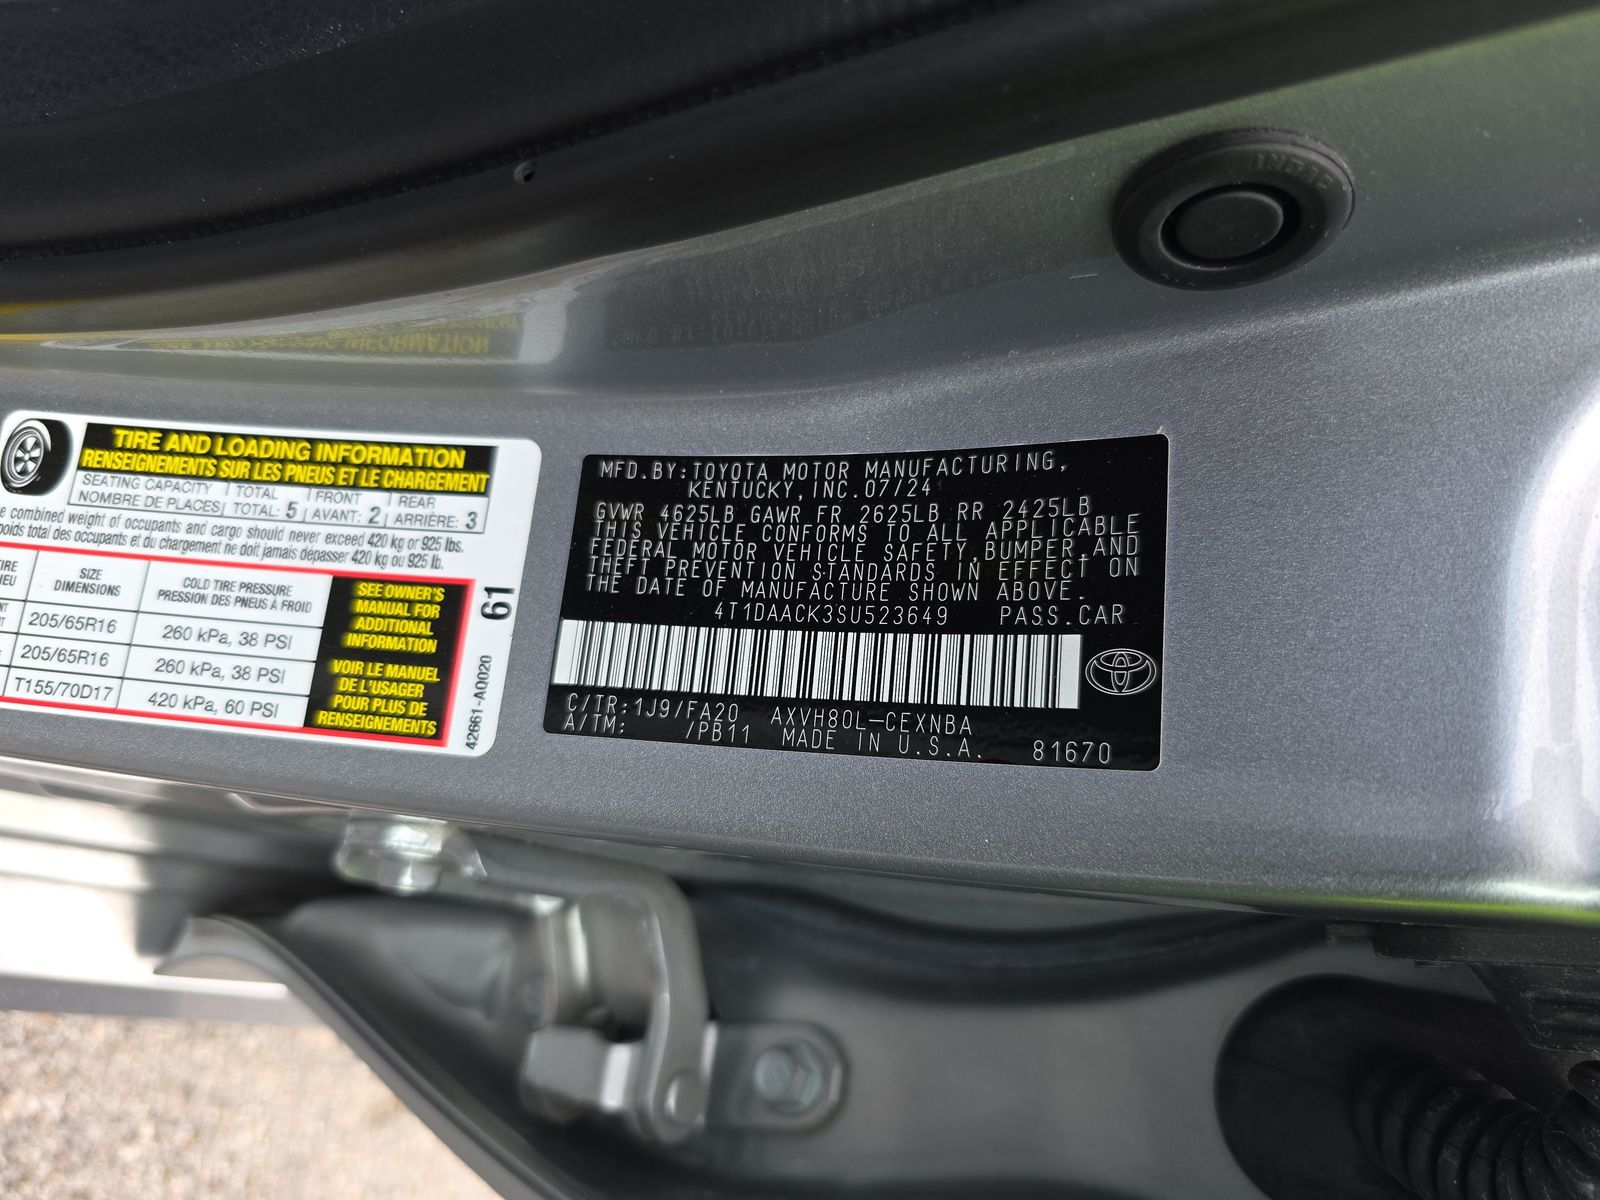 TIRE AND LOADING INFORMATION
RENSEIGNEMENTS SUR LES PNEUS ET LE CHARGEMENT
SEATING CAPACITY TOTAL FRONT REAR
NOMBRE DE PLACES TOTAL: 5 AVANT: 2 ARRIÈRE: 3
combined weight of occupants and cargo should never exceed 420 kg or 925 lbs.
poids total des occupants et du chargement ne doit jamais dépasser 420 kg ou 925 lb.
SIZE
DIMENSIONS
COLD TIRE PRESSURE
PRESSION DES PNEUS À FROID
205/65R16 260 kPa, 38 PSI
205/65R16 260 kPa, 38 PSI
T155/70D17 420 kPa, 60 PSI
SEE OWNER'S
MANUAL FOR
ADDITIONAL
INFORMATION
VOIR LE MANUEL
DE L'USAGER
POUR PLUS DE
RENSEIGNEMENTS
61
42661-A0020
MFD.BY:TOYOTA MOTOR MANUFACTURING,
KENTUCKY,INC.07/24
GVWR 4625LB GAWR FR 2625LB RR 2425LB
THIS VEHICLE CONFORMS TO ALL APPLICABLE
FEDERAL MOTOR VEHICLE SAFETY,BUMPER,AND
THEFT PREVENTION STANDARDS IN EFFECT ON
THE DATE OF MANUFACTURE SHOWN ABOVE.
4T1DAACK3SU523649 PASS.CAR
C/TR:1J9/FA20 AXVH80L-CEXNBA
A/TM: /PB11 MADE IN U.S.A. 81670